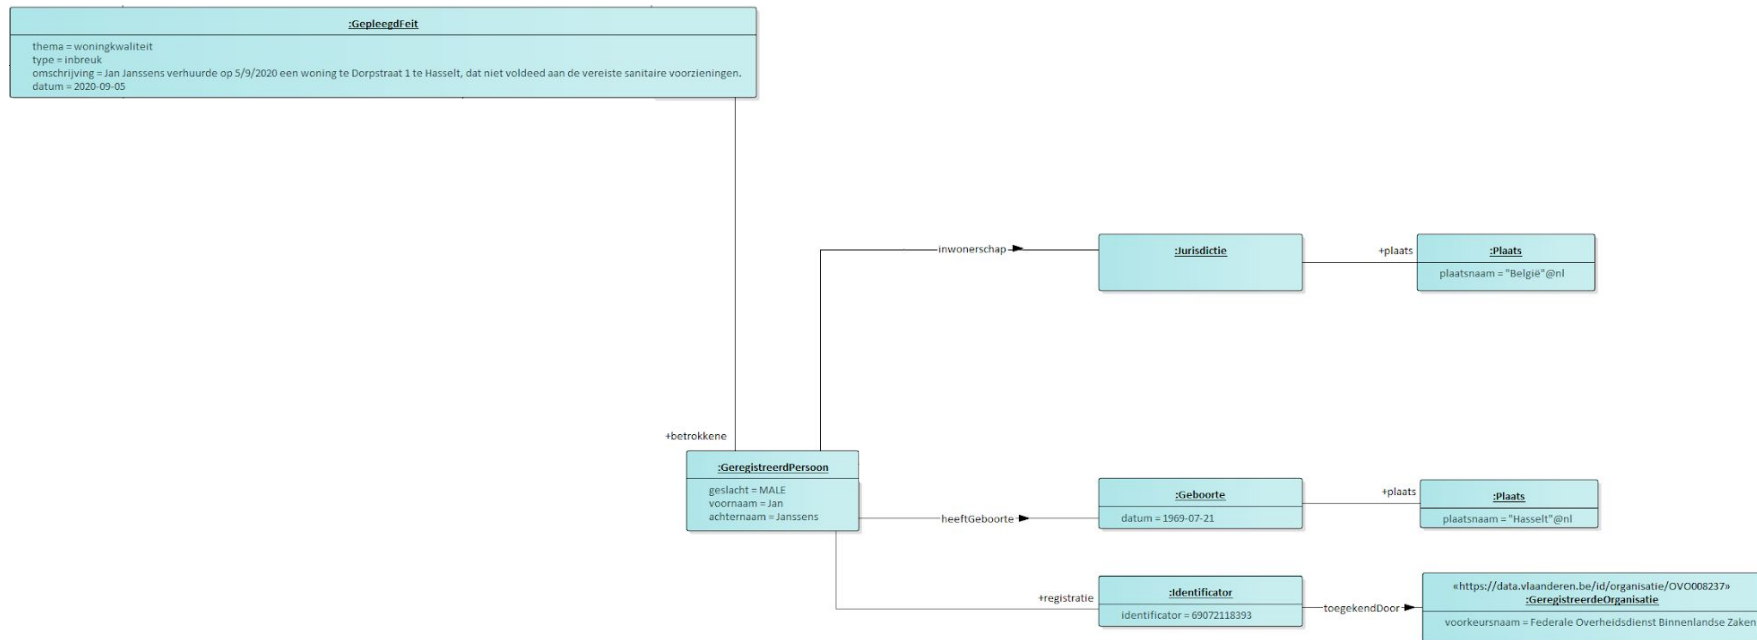 :GepleegdFeit
thema = woningkwaliteit
type = inbreuk
omschrijving = Jan Janssens verhuurde op 5/9/2020 een woning te Dorpstraat 1 te Hasselt, dat niet voldeed aan de vereiste sanitaire voorzieningen.
datum = 2020-09-05
inwonerschap
:Jurisdictie
+plaats
:Plaats
plaatsnaam = "België"@nl
+betrokkene
:GeregistreerdPersoon
geslacht = MALE
voornaam = Jan
achternaam = Janssens
heeftGeboorte
:Geboorte
datum = 1969-07-21
+plaats
:Plaats
plaatsnaam = "Hasselt"@nl
+registratie
:Identificator
identificator = 69072118393
toegekendDoor
«https://data.vlaanderen.be/id/organisatie/OVO008237»
:GeregistreerdeOrganisatie
voorkeursnaam = Federale Overheidsdienst Binnenlandse Zaken